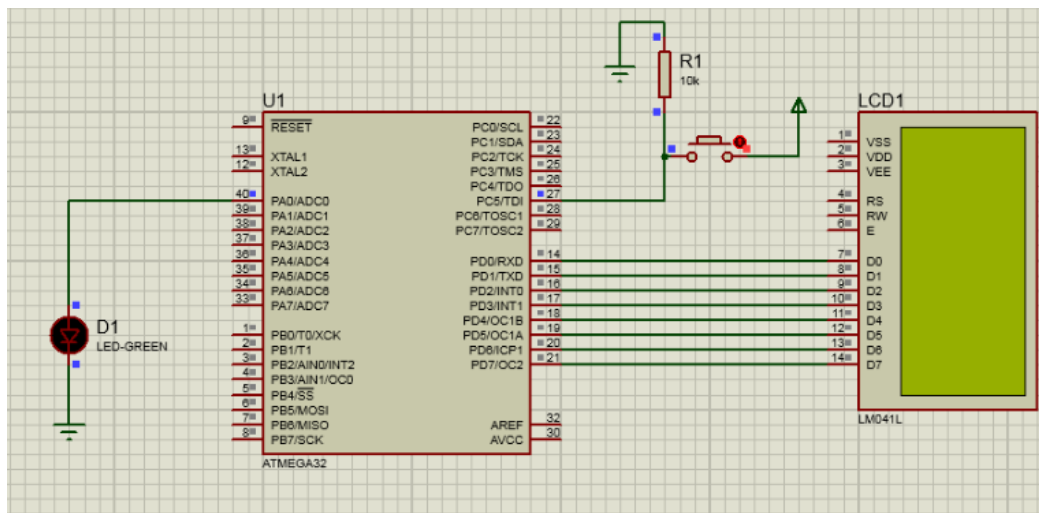 R1
10k
U1
LCD1
9 RESET
13 XTAL1
12 XTAL2
40 PA0/ADC0
39 PA1/ADC1
38 PA2/ADC2
37 PA3/ADC3
36 PA4/ADC4
35 PA5/ADC5
34 PA6/ADC6
33 PA7/ADC7
1 PB0/T0/XCK
2 PB1/T1
3 PB2/AIN0/INT2
4 PB3/AIN1/OC0
5 PB4/SS
6 PB5/MOSI
7 PB6/MISO
8 PB7/SCK
PC0/SCL 22
PC1/SDA 23
PC2/TCK 24
PC3/TMS 25
PC4/TDO 26
PC5/TDI 27
PC6/TOSC1 28
PC7/TOSC2 29
PD0/RXD 14
PD1/TXD 15
PD2/INT0 16
PD3/INT1 17
PD4/OC1B 18
PD5/OC1A 19
PD6/ICP1 20
PD7/OC2 21
AREF 32
AVCC 30
ATMEGA32
D1
LED-GREEN
1 VSS
2 VDD
3 VEE
4 RS
5 RW
6 E
7 D0
8 D1
9 D2
10 D3
11 D4
12 D5
13 D6
14 D7
LM041L